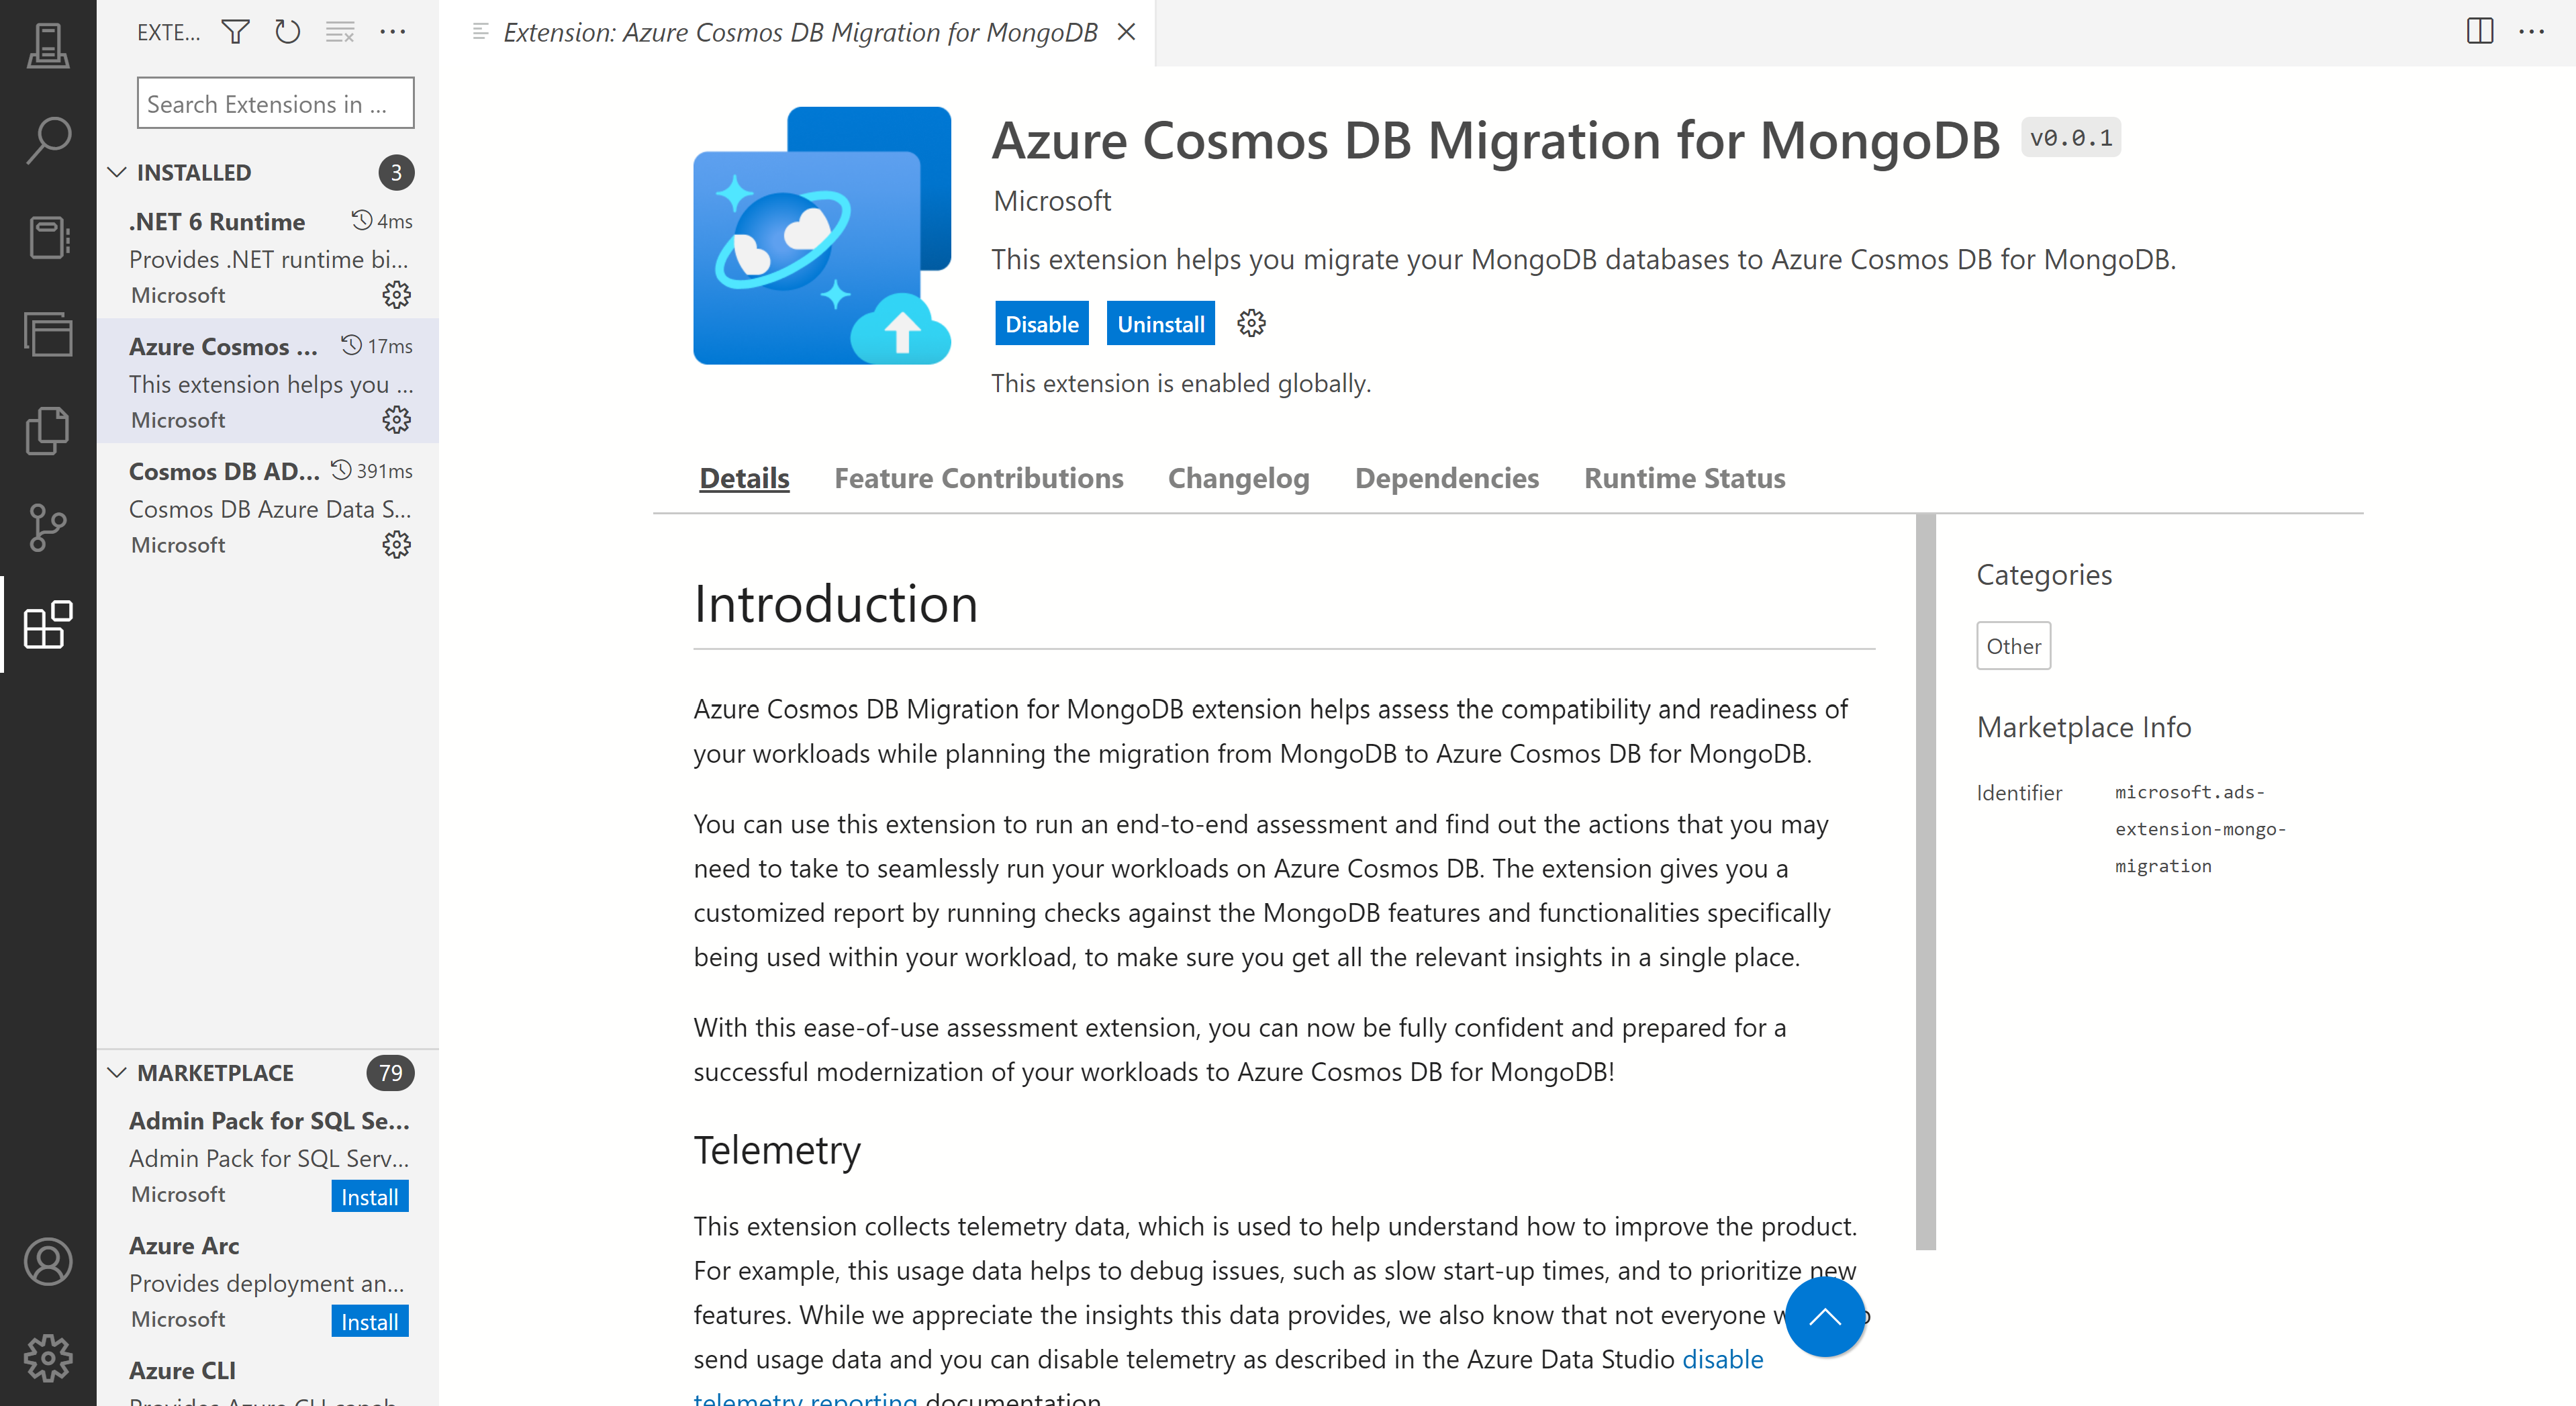 EXTE...
Search Extensions in ...
INSTALLED 3
.NET 6 Runtime 4ms
Provides .NET runtime bi...
Microsoft
Azure Cosmos ... 17ms
This extension helps you ...
Microsoft
Cosmos DB AD... 391ms
Cosmos DB Azure Data S...
Microsoft
MARKETPLACE 79
Admin Pack for SQL Se...
Admin Pack for SQL Serv...
Microsoft Install
Azure Arc
Provides deployment an...
Microsoft Install
Azure CLI
Provides Azure CLI capab...
Extension: Azure Cosmos DB Migration for MongoDB
Azure Cosmos DB Migration for MongoDB v0.0.1
Microsoft
This extension helps you migrate your MongoDB databases to Azure Cosmos DB for MongoDB.
Disable Uninstall
This extension is enabled globally.
Details Feature Contributions Changelog Dependencies Runtime Status
Introduction
Azure Cosmos DB Migration for MongoDB extension helps assess the compatibility and readiness of
your workloads while planning the migration from MongoDB to Azure Cosmos DB for MongoDB.
You can use this extension to run an end-to-end assessment and find out the actions that you may
need to take to seamlessly run your workloads on Azure Cosmos DB. The extension gives you a
customized report by running checks against the MongoDB features and functionalities specifically
being used within your workload, to make sure you get all the relevant insights in a single place.
With this ease-of-use assessment extension, you can now be fully confident and prepared for a
successful modernization of your workloads to Azure Cosmos DB for MongoDB!
Telemetry
This extension collects telemetry data, which is used to help understand how to improve the product.
For example, this usage data helps to debug issues, such as slow start-up times, and to prioritize new
features. While we appreciate the insights this data provides, we also know that not everyone
send usage data and you can disable telemetry as described in the Azure Data Studio disable
telemetry reporting documentation
Categories
Other
Marketplace Info
Identifier microsoft.ads-
extension-mongo-
migration